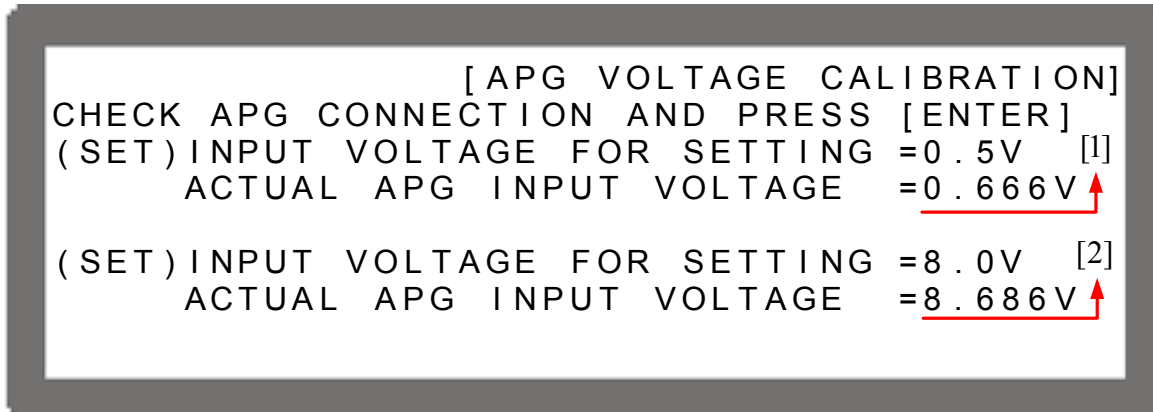 [APG VOLTAGE CALIBRATION]
CHECK APG CONNECTION AND PRESS [ENTER]
(SET)INPUT VOLTAGE FOR SETTING =0.5V [1]
ACTUAL APG INPUT VOLTAGE =0.666V
(SET)INPUT VOLTAGE FOR SETTING =8.0V [2]
ACTUAL APG INPUT VOLTAGE =8.686V